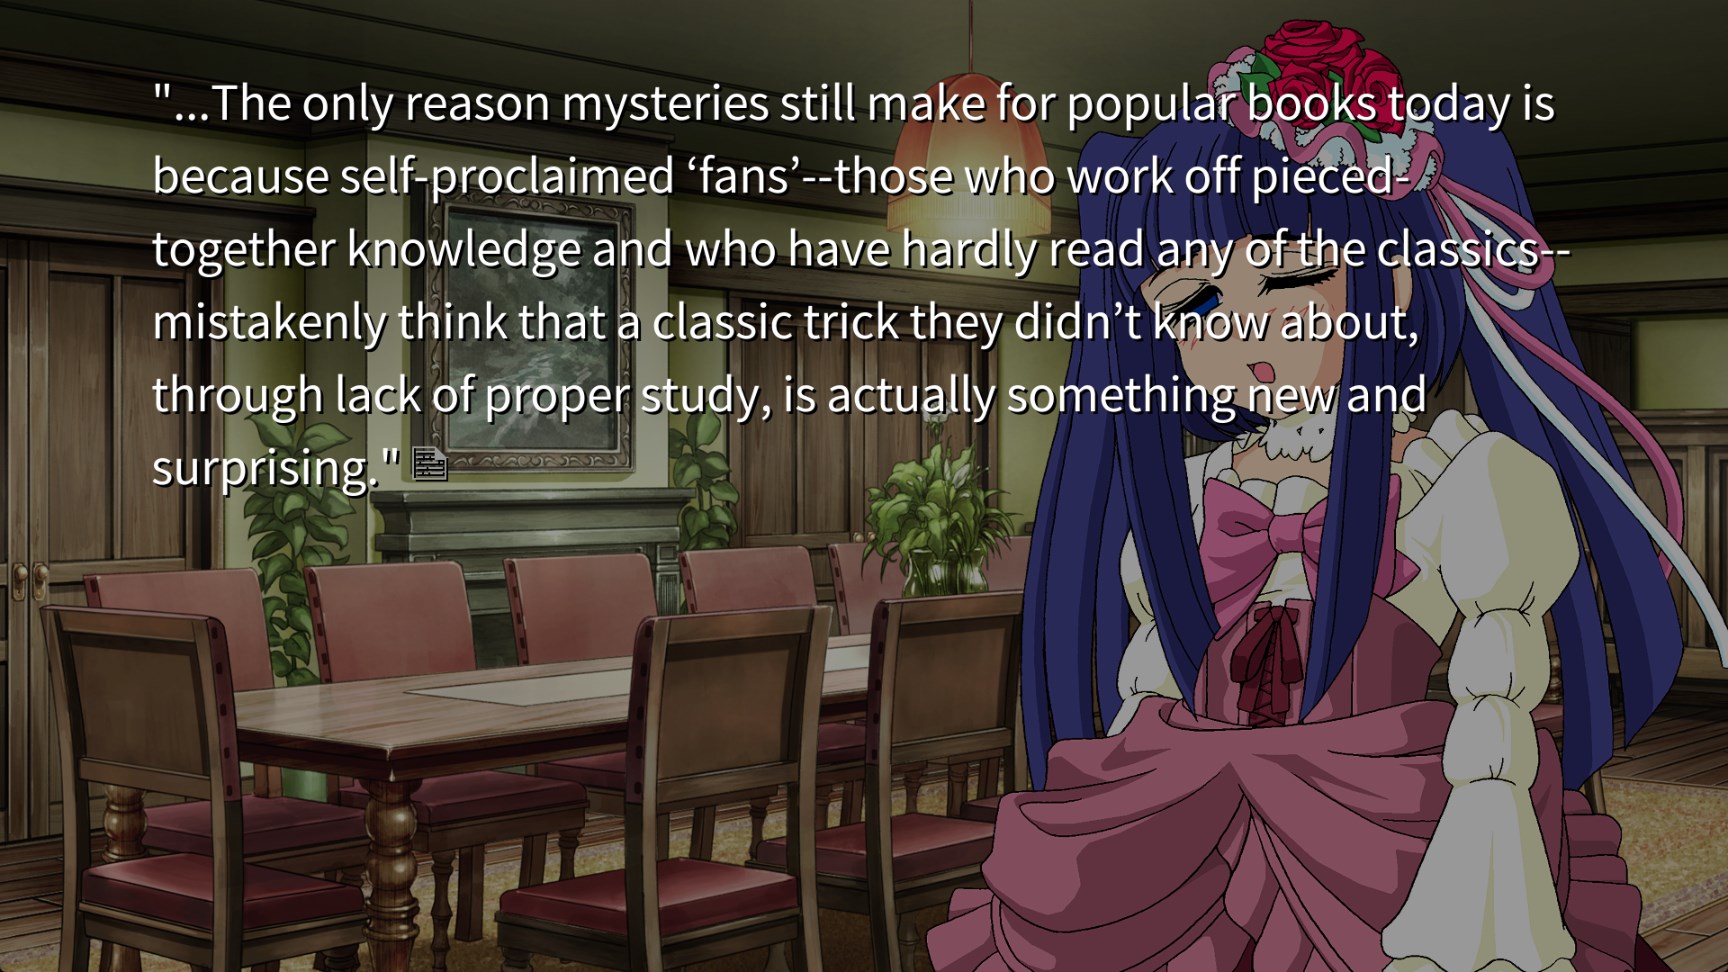 "...The only reason mysteries still make for popular books today is
because self-proclaimed ‘fans’--those who work off pieced-
together knowledge and who have hardly read any of the classics--
mistakenly think that a classic trick they didn’t know about,
through lack of proper study, is actually something new and
surprising."